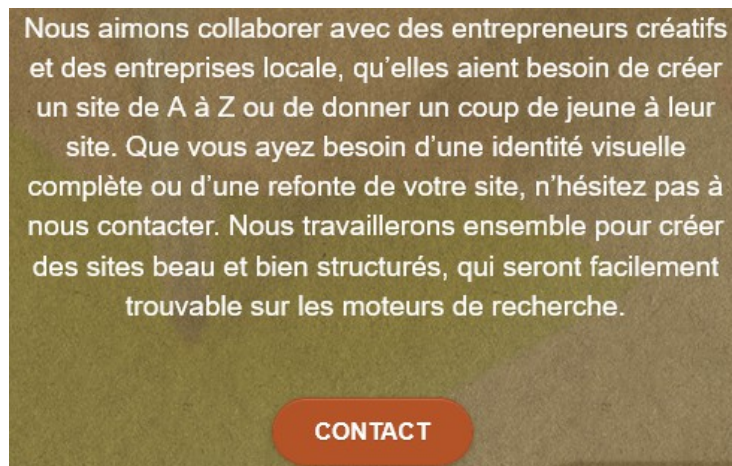 Nous aimons collaborer avec des entrepreneurs créatifs
et des entreprises locale, qu’elles aient besoin de créer
un site de A à Z ou de donner un coup de jeune à leur
site. Que vous ayez besoin d’une identité visuelle
complète ou d’une refonte de votre site, n’hésitez pas à
nous contacter. Nous travaillerons ensemble pour créer
des sites beau et bien structurés, qui seront facilement
trouvable sur les moteurs de recherche.
CONTACT